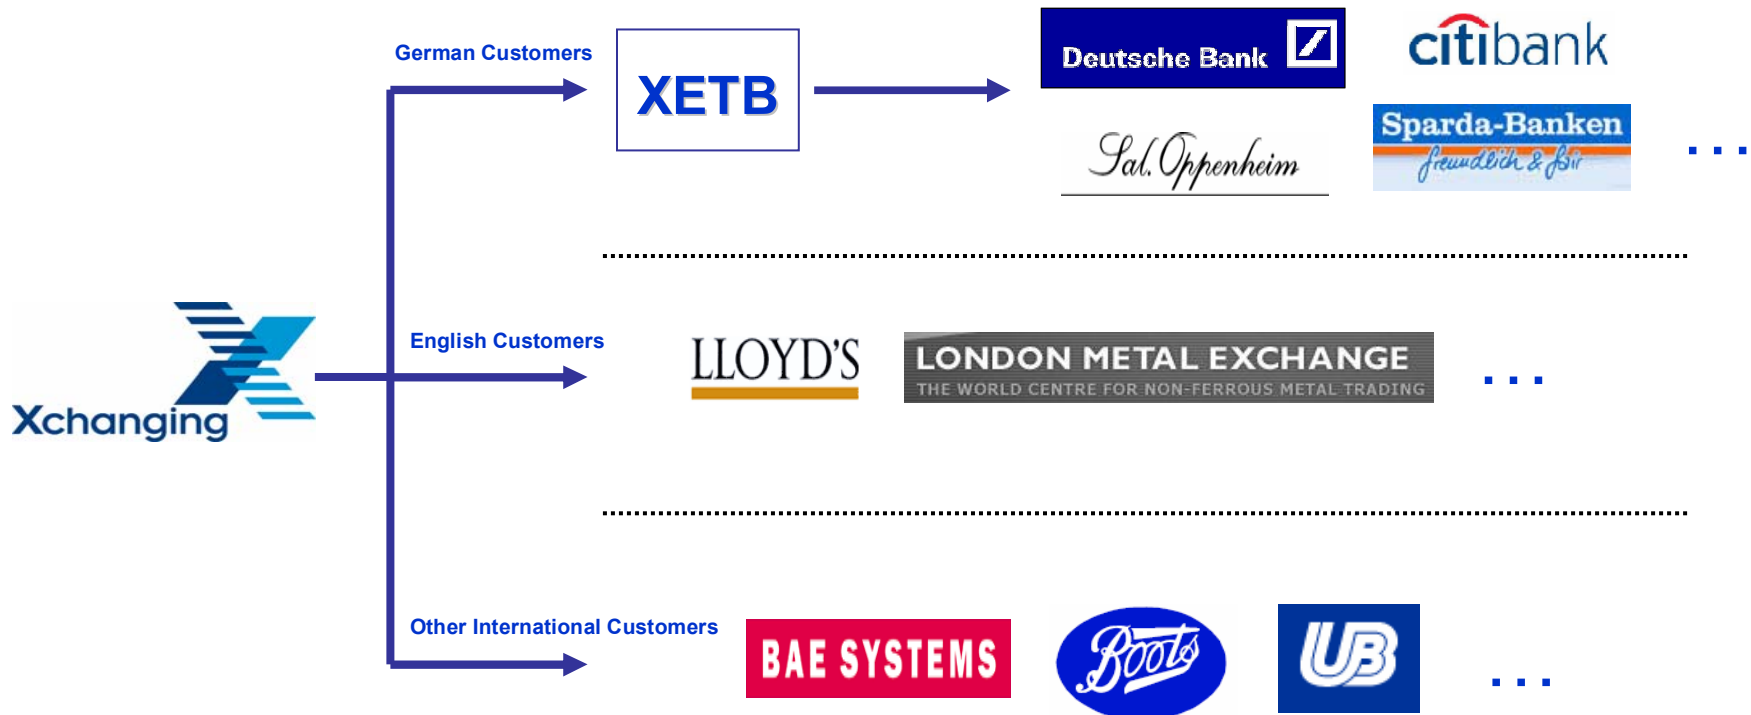 German Customers
XETB
Deutsche Bank
citibank
Sal. Oppenheim
Sparda-Banken
freundlich & fair
...
Xchanging
English Customers
LLOYD'S
LONDON METAL EXCHANGE
THE WORLD CENTRE FOR NON-FERROUS METAL TRADING
...
Other International Customers
BAE SYSTEMS
Boots
UB
...